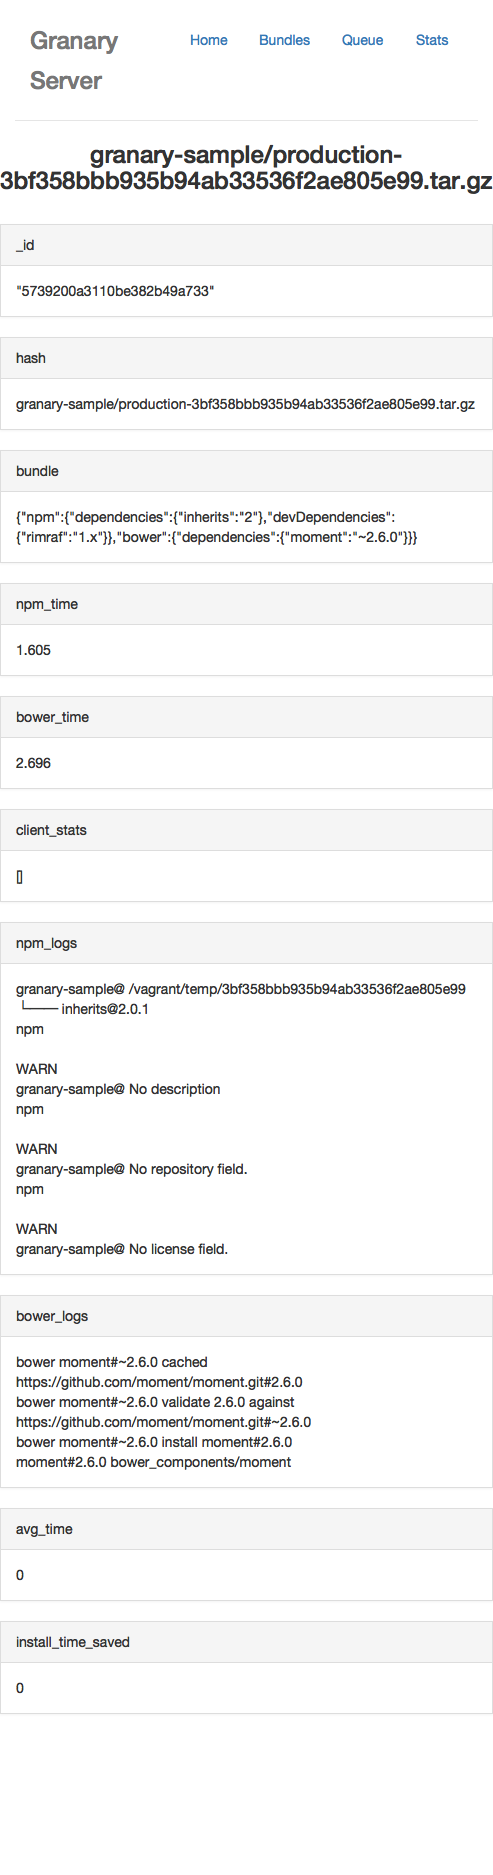 Granary
Server
Home Bundles Queue Stats
granary-sample/production-
3bf358bbb935b94ab33536f2ae805e99.tar.gz
_id
"5739200a3110be382b49a733"
hash
granary-sample/production-3bf358bbb935b94ab33536f2ae805e99.tar.gz
bundle
{"npm":{"dependencies":{"inherits":"2"},"devDependencies":
{"rimraf":"1.x"}},"bower":{"dependencies":{"moment":"~2.6.0"}}}
npm_time
1.605
bower_time
2.696
client_stats
[]
npm_logs
granary-sample@ /vagrant/temp/3bf358bbb935b94ab33536f2ae805e99
└── inherits@2.0.1
npm
WARN
granary-sample@ No description
npm
WARN
granary-sample@ No repository field.
npm
WARN
granary-sample@ No license field.
bower_logs
bower moment#~2.6.0 cached
https://github.com/moment/moment.git#2.6.0
bower moment#~2.6.0 validate 2.6.0 against
https://github.com/moment/moment.git#~2.6.0
bower moment#~2.6.0 install moment#2.6.0
moment#2.6.0 bower_components/moment
avg_time
0
install_time_saved
0